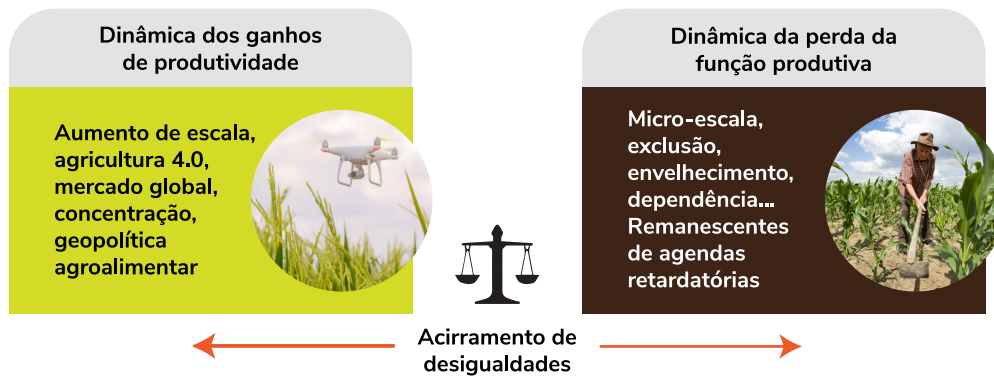 Dinâmica dos ganhos
de produtividade
Aumento de escala,
agricultura 4.0,
mercado global,
concentração,
geopolítica
agroalimentar
Dinâmica da perda da
função produtiva
Micro-escala,
exclusão,
envelhecimento,
dependência...
Remanescentes
de agendas
retardatórias
Acirramento de
desigualdades